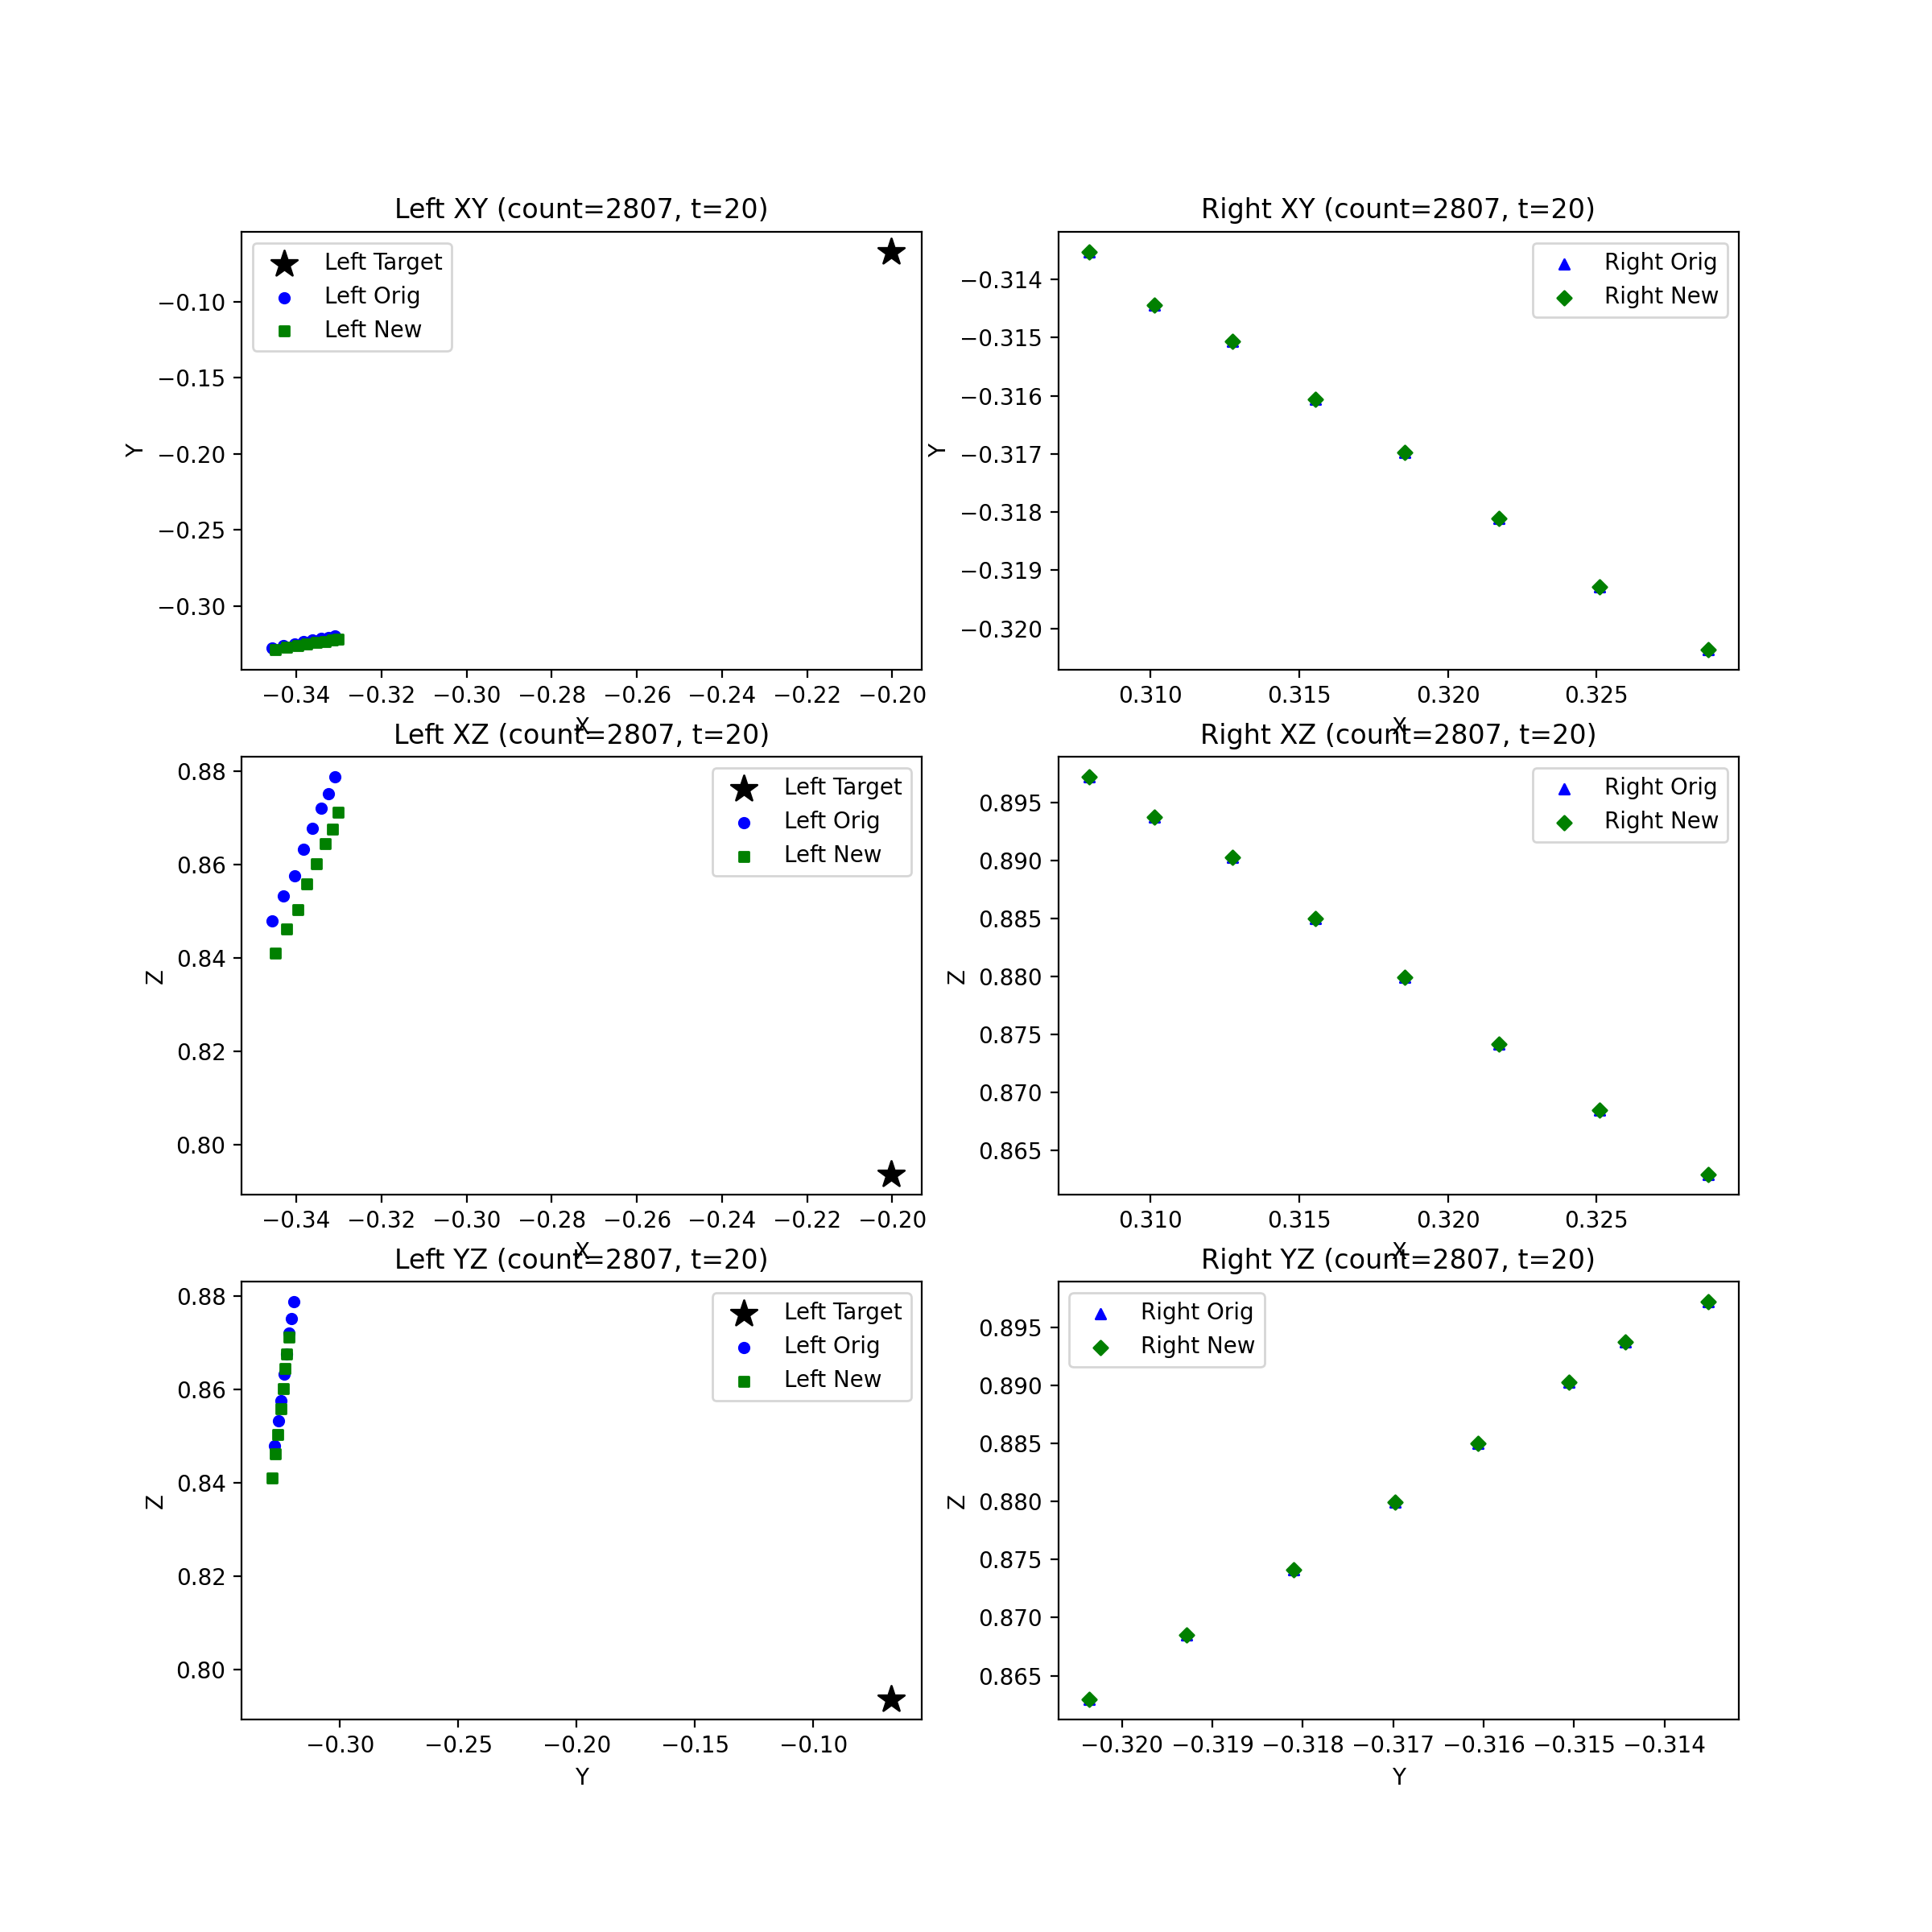 Left XY (count=2807, t=20)
Left Target
Left Orig
Left New
Y
−0.10
−0.15
−0.20
−0.25
−0.30
−0.34 −0.32 −0.30 −0.28 −0.26 −0.24 −0.22 −0.20
X
Right XY (count=2807, t=20)
Right Orig
Right New
Y
−0.314
−0.315
−0.316
−0.317
−0.318
−0.319
−0.320
0.310 0.315 0.320 0.325
X
Left XZ (count=2807, t=20)
Left Target
Left Orig
Left New
Z
0.88
0.86
0.84
0.82
0.80
−0.34 −0.32 −0.30 −0.28 −0.26 −0.24 −0.22 −0.20
X
Right XZ (count=2807, t=20)
Right Orig
Right New
Z
0.895
0.890
0.885
0.880
0.875
0.870
0.865
0.310 0.315 0.320 0.325
X
Left YZ (count=2807, t=20)
Left Target
Left Orig
Left New
Z
0.88
0.86
0.84
0.82
0.80
−0.30 −0.25 −0.20 −0.15 −0.10
Y
Right YZ (count=2807, t=20)
Right Orig
Right New
Z
0.895
0.890
0.885
0.880
0.875
0.870
0.865
−0.320 −0.319 −0.318 −0.317 −0.316 −0.315 −0.314
Y